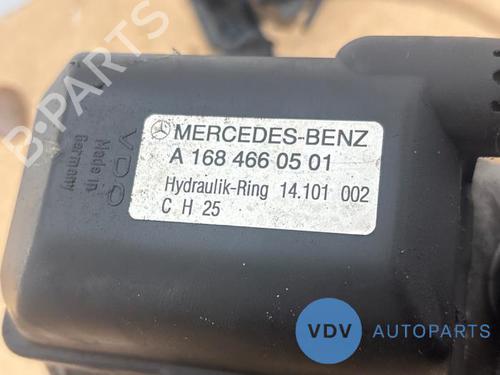 MERCEDES-BENZ
A 168 466 05 01
Hydraulik-Ring 14.101 002
C H 25
VDO
Made in
Germany
B-PARTS
VDV AUTOPARTS